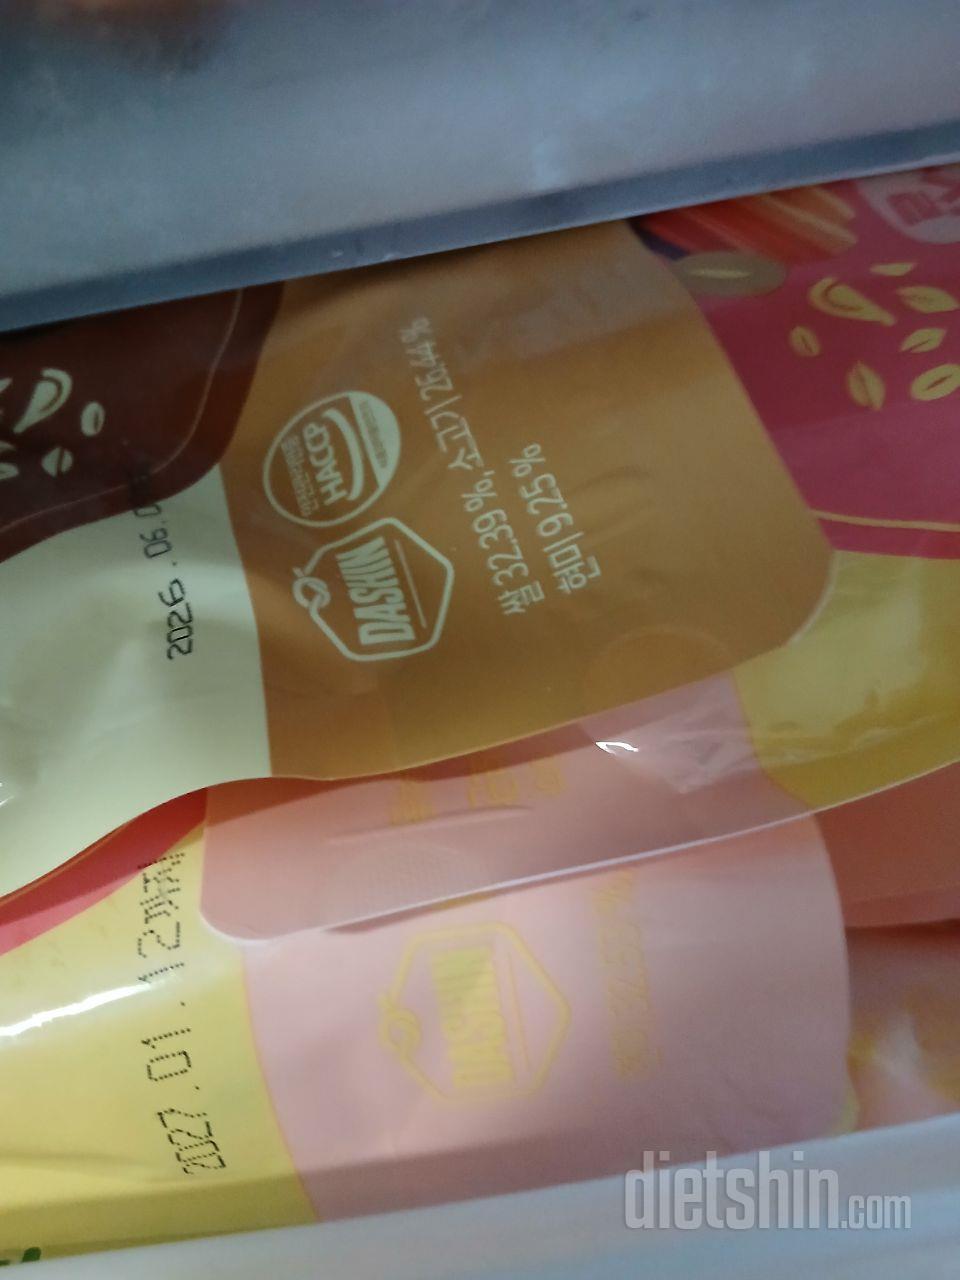 쌀 32.39 %, 소고기 26.44 %
현미 9.25 %
HACCP
DASHIN
2026.06.0
DASHIN
2027.01.12까지
dietshin.com